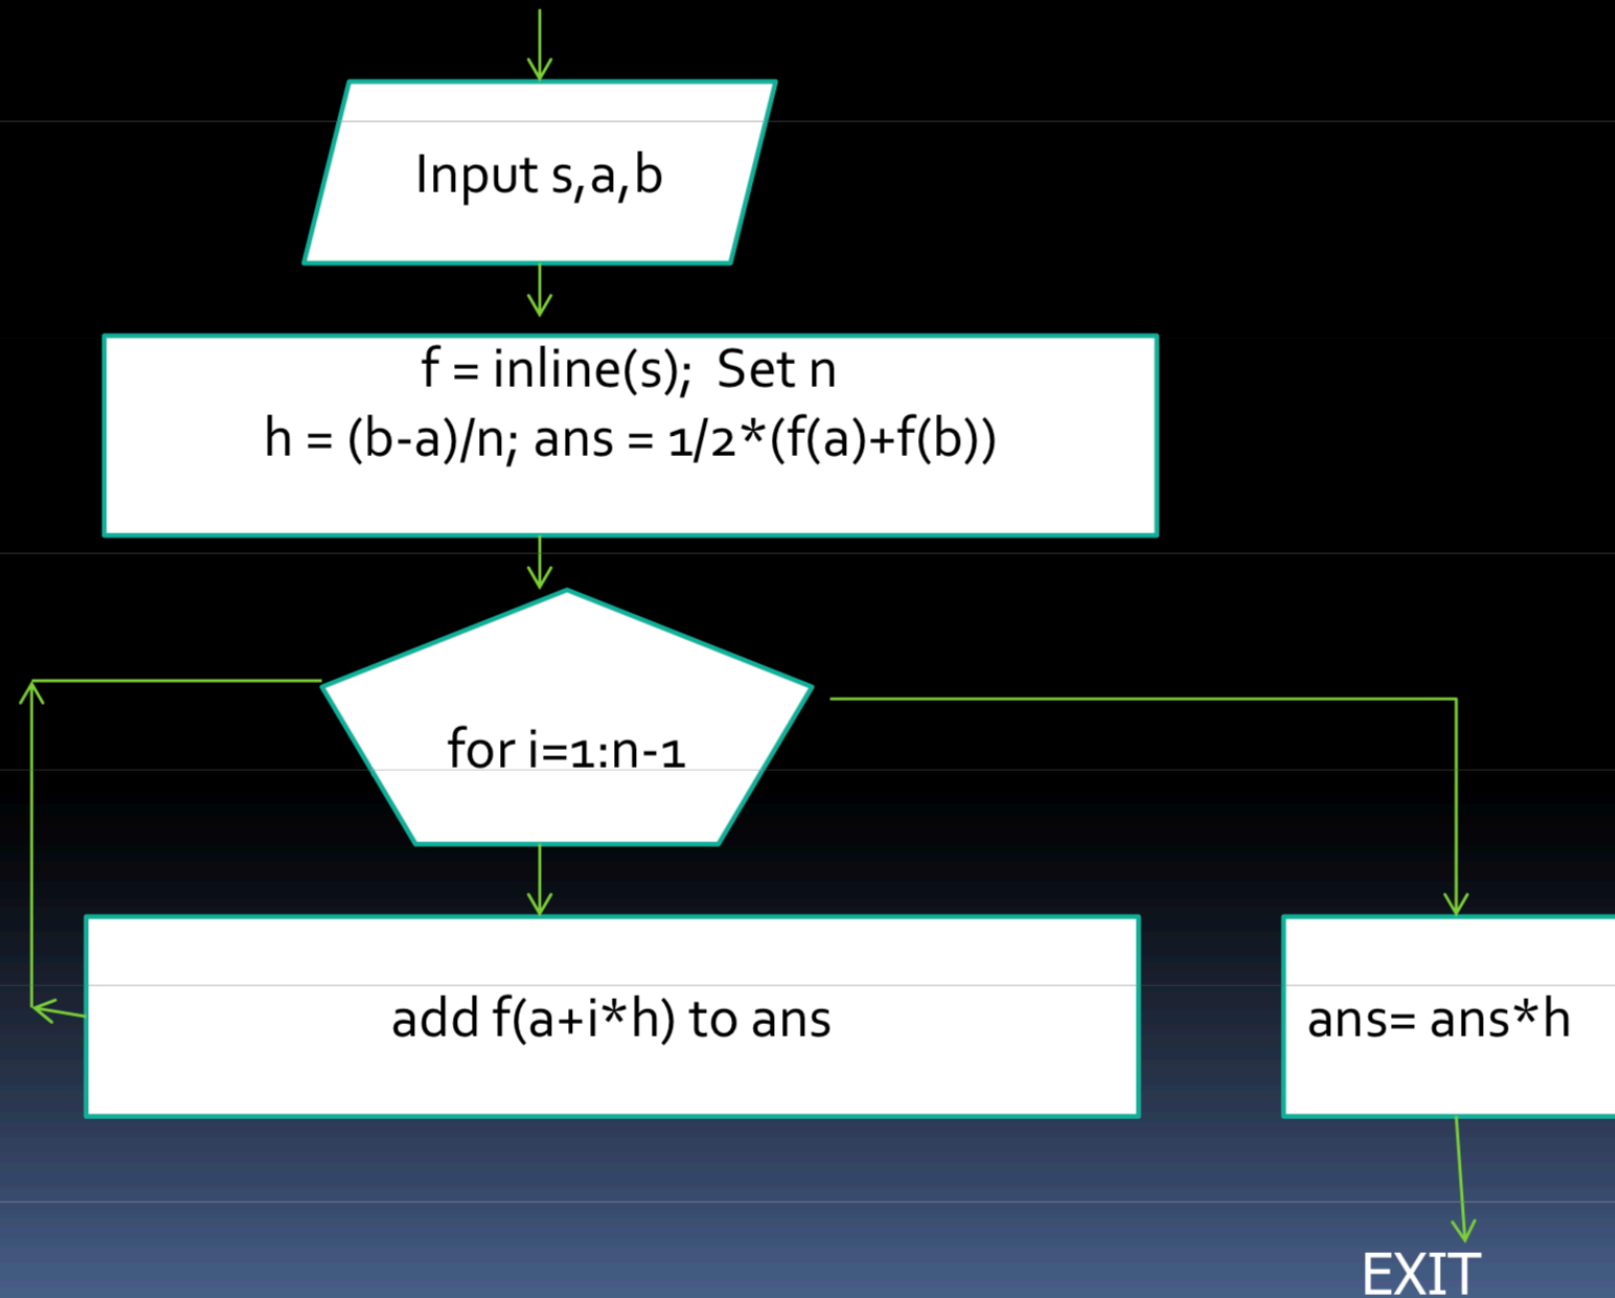 Input s,a,b
f = inline(s);  Set n
h = (b-a)/n; ans = 1/2*(f(a)+f(b))
for i=1:n-1
add f(a+i*h) to ans
ans= ans*h
EXIT